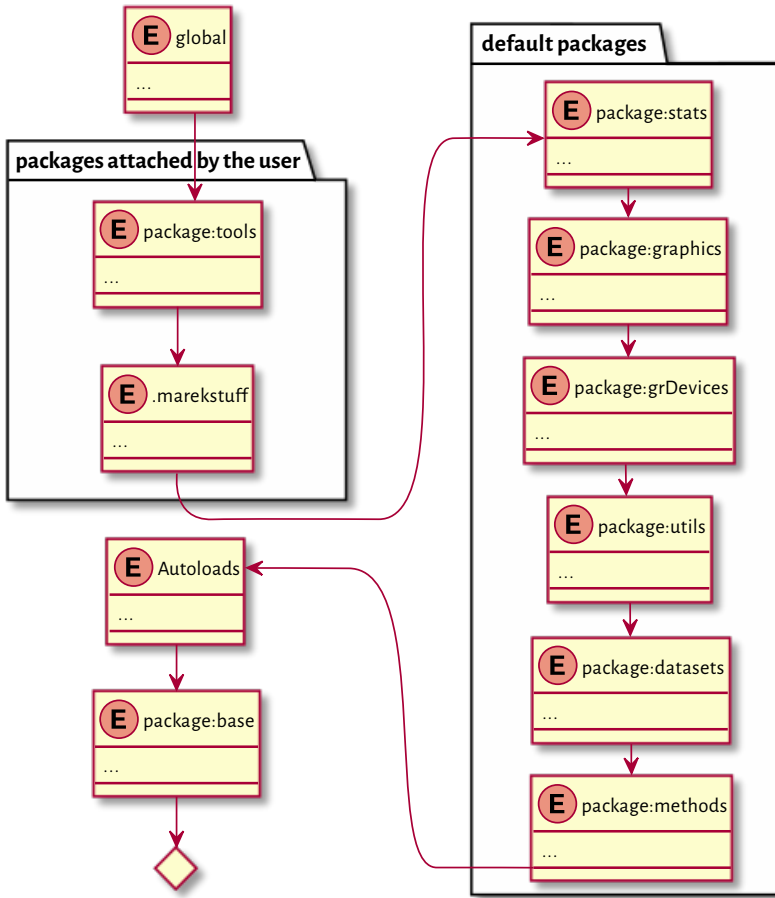 E global
...
packages attached by the user
E package:tools
...
E .marekstuff
...
default packages
E package:stats
...
E package:graphics
...
E package:grDevices
...
E package:utils
...
E package:datasets
...
E package:methods
...
E Autoloads
...
E package:base
...